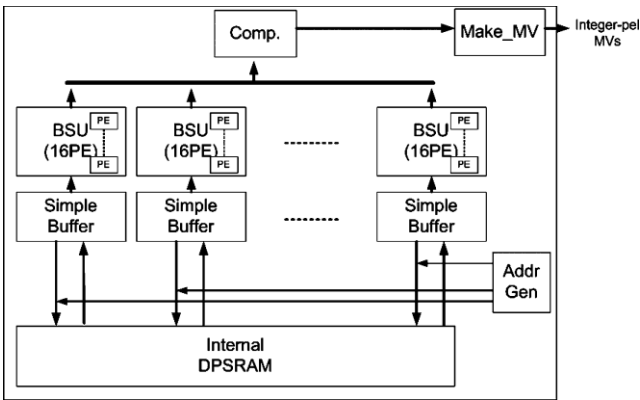 Comp.
Make_MV
Integer-pel
MVs
BSU
(16PE)
PE
PE
BSU
(16PE)
PE
PE
BSU
(16PE)
PE
PE
Simple
Buffer
Simple
Buffer
Simple
Buffer
Addr
Gen
Internal
DPSRAM